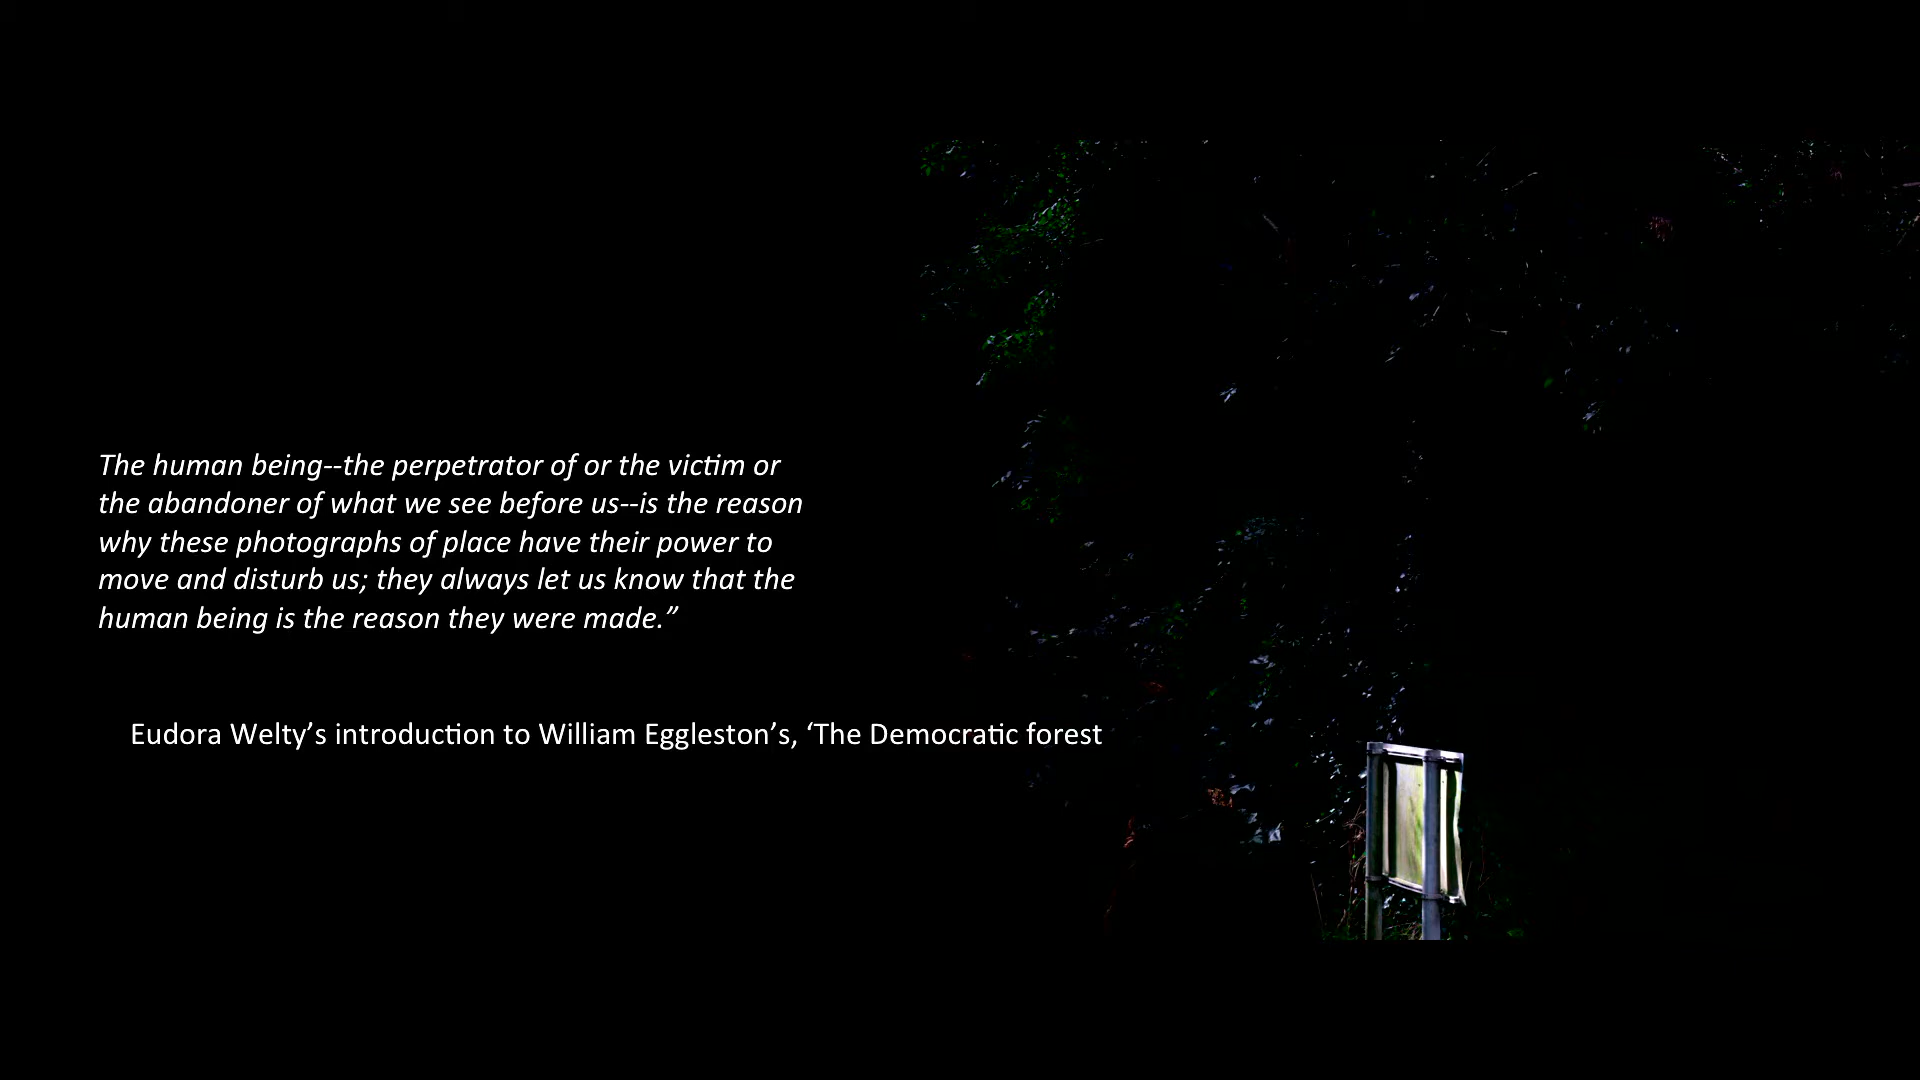 The human being--the perpetrator of or the victim or
the abandoner of what we see before us--is the reason
why these photographs of place have their power to
move and disturb us; they always let us know that the
human being is the reason they were made.”
Eudora Welty’s introduction to William Eggleston’s, ‘The Democratic forest